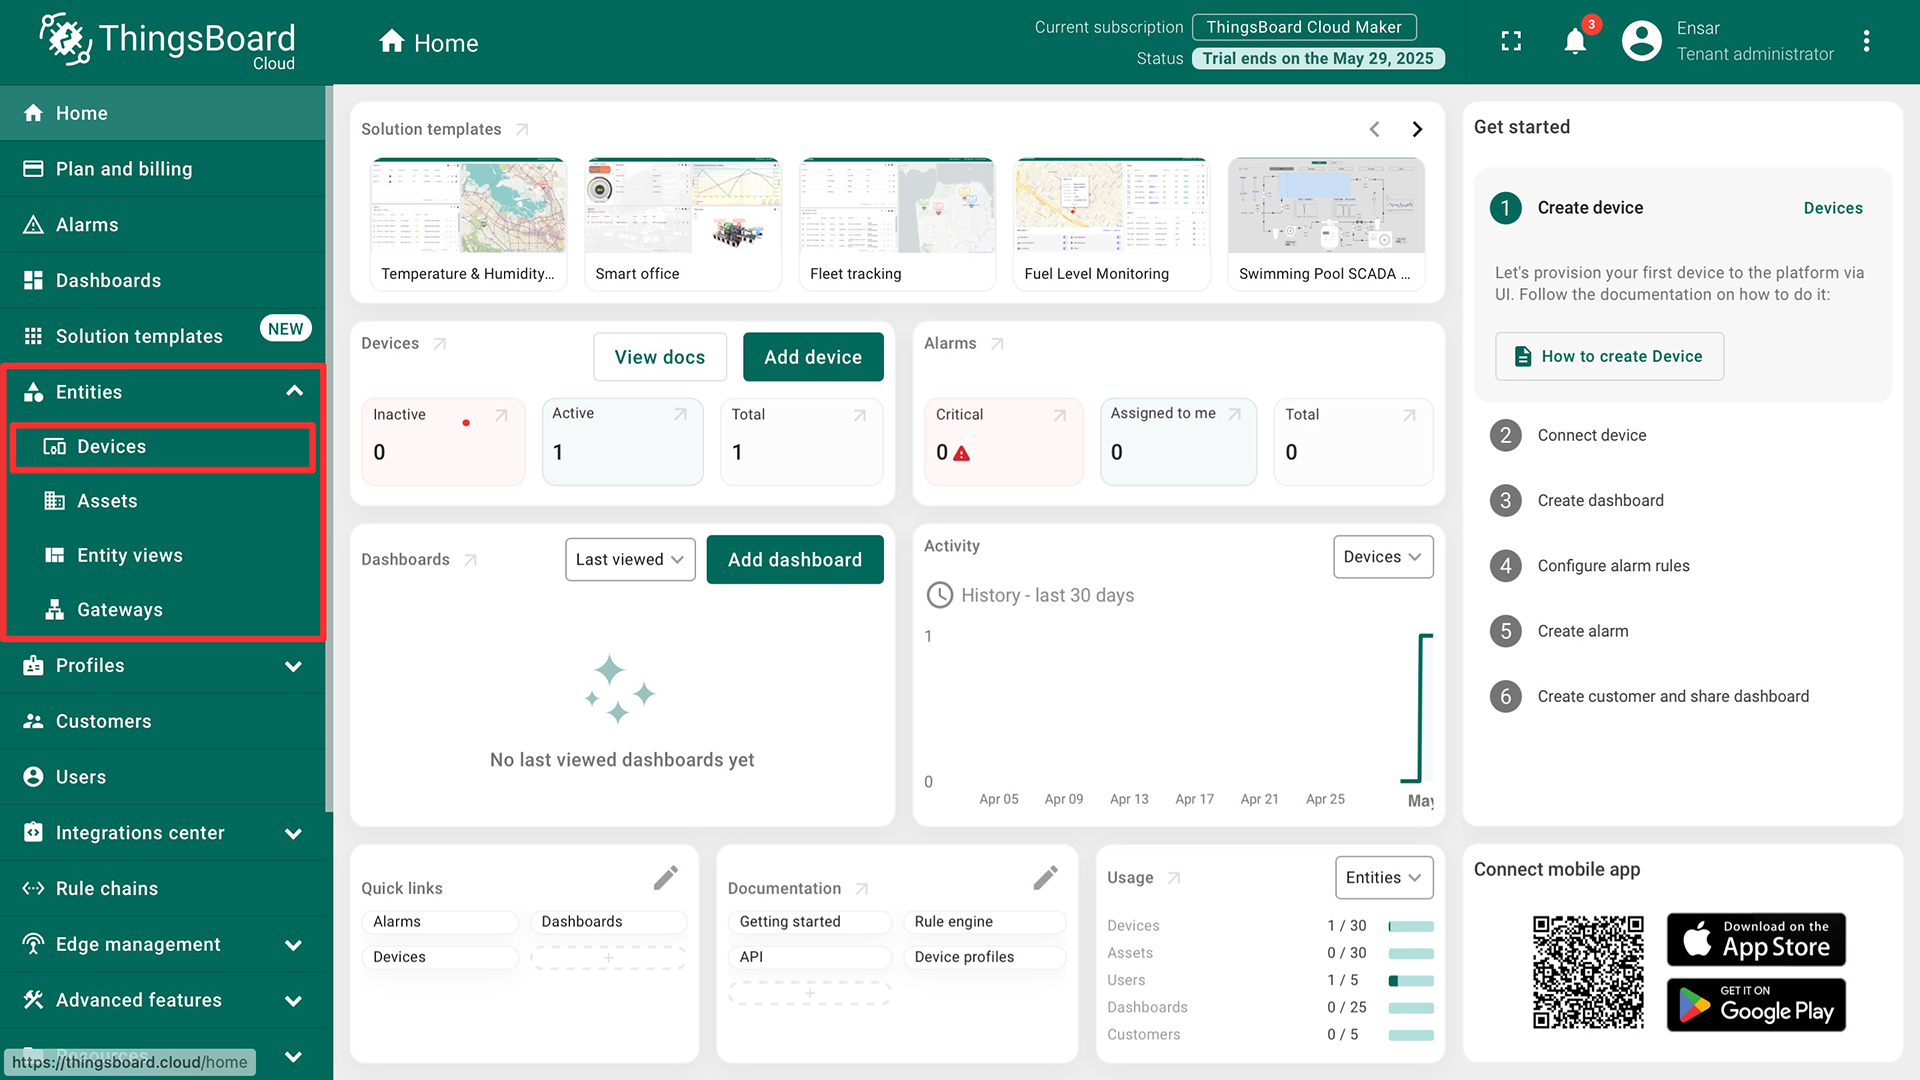 ThingsBoard
Cloud
Home
Current subscription
ThingsBoard Cloud Maker
Status
Trial ends on the May 29, 2025
3
Ensar
Tenant administrator
Home
Plan and billing
Alarms
Dashboards
Solution templates
NEW
Entities
Devices
Assets
Entity views
Gateways
Profiles
Customers
Users
Integrations center
Rule chains
Edge management
Advanced features
Resources
https://thingsboard.cloud/home
Solution templates
Temperature & Humidity...
Smart office
Fleet tracking
Fuel Level Monitoring
Swimming Pool SCADA ...
Devices
View docs
Add device
Inactive
0
Active
1
Total
1
Alarms
Critical
0
Assigned to me
0
Total
0
Dashboards
Last viewed
Add dashboard
No last viewed dashboards yet
Activity
Devices
History - last 30 days
1
0
Apr 05 Apr 09 Apr 13 Apr 17 Apr 21 Apr 25 May
Quick links
Alarms
Dashboards
Devices
+
Documentation
Getting started
Rule engine
API
Device profiles
+
Usage
Entities
Devices 1 / 30
Assets 0 / 30
Users 1 / 5
Dashboards 0 / 25
Customers 0 / 5
Get started
1 Create device
Devices
Let's provision your first device to the platform via
UI. Follow the documentation on how to do it:
How to create Device
2 Connect device
3 Create dashboard
4 Configure alarm rules
5 Create alarm
6 Create customer and share dashboard
Connect mobile app
Download on the
App Store
GET IT ON
Google Play